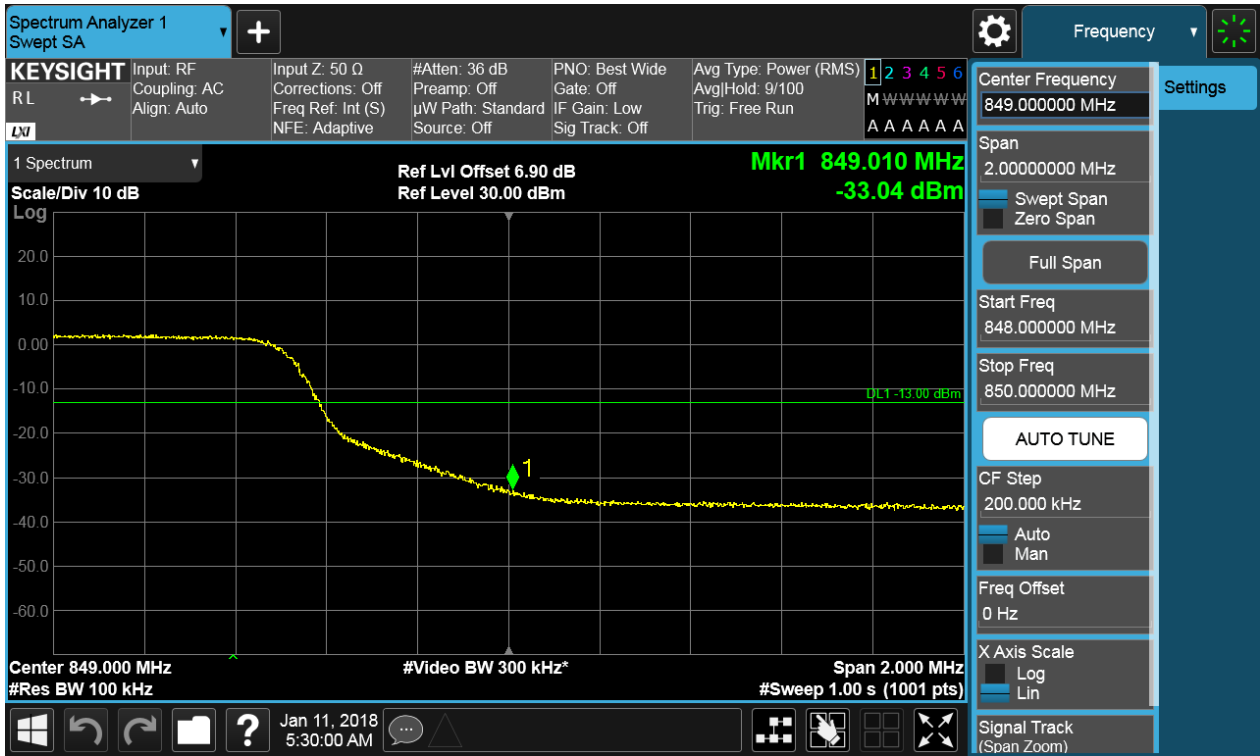 Spectrum Analyzer 1
Swept SA
+
Frequency
KEYSIGHT
R L
LXI
Input: RF
Coupling: AC
Align: Auto
Input Z: 50 Ω
Corrections: Off
Freq Ref: Int (S)
NFE: Adaptive
#Atten: 36 dB
Preamp: Off
µW Path: Standard
Source: Off
PNO: Best Wide
Gate: Off
IF Gain: Low
Sig Track: Off
Avg Type: Power (RMS)
Avg|Hold: 9/100
Trig: Free Run
1 2 3 4 5 6
M W W W W W
A A A A A A
1 Spectrum
Scale/Div 10 dB
Log
Ref Lvl Offset 6.90 dB
Ref Level 30.00 dBm
Mkr1 849.010 MHz
-33.04 dBm
20.0
10.0
0.00
-10.0
-20.0
-30.0
-40.0
-50.0
-60.0
DL1 -13.00 dBm
1
Center 849.000 MHz
#Res BW 100 kHz
#Video BW 300 kHz*
Span 2.000 MHz
#Sweep 1.00 s (1001 pts)
?
Jan 11, 2018
5:30:00 AM
Center Frequency
849.000000 MHz
Span
2.00000000 MHz
Swept Span
Zero Span
Full Span
Start Freq
848.000000 MHz
Stop Freq
850.000000 MHz
AUTO TUNE
CF Step
200.000 kHz
Auto
Man
Freq Offset
0 Hz
X Axis Scale
Log
Lin
Signal Track
(Span Zoom)
Settings